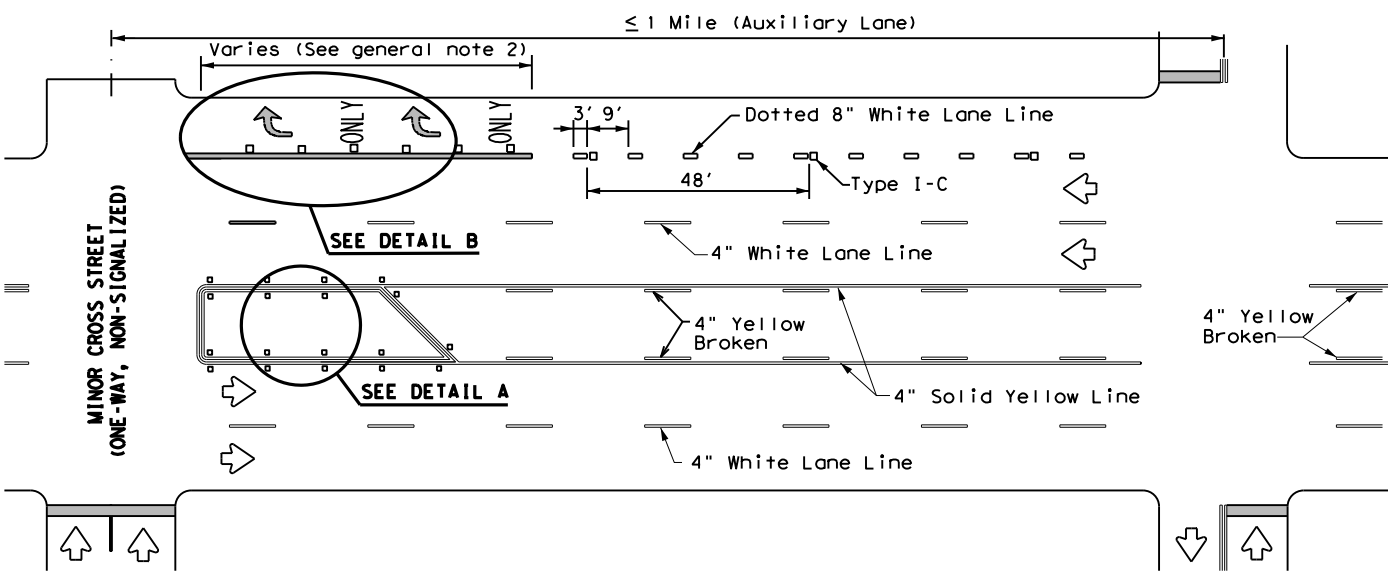 ≤ 1 Mile (Auxiliary Lane)
Varies (See general note 2)
ONLY
ONLY
3' 9'
Dotted 8" White Lane Line
48'
Type I-C
SEE DETAIL B
4" White Lane Line
MINOR CROSS STREET
(ONE-WAY, NON-SIGNALIZED)
4" Yellow
Broken
4" Yellow
Broken
SEE DETAIL A
4" Solid Yellow Line
4" White Lane Line